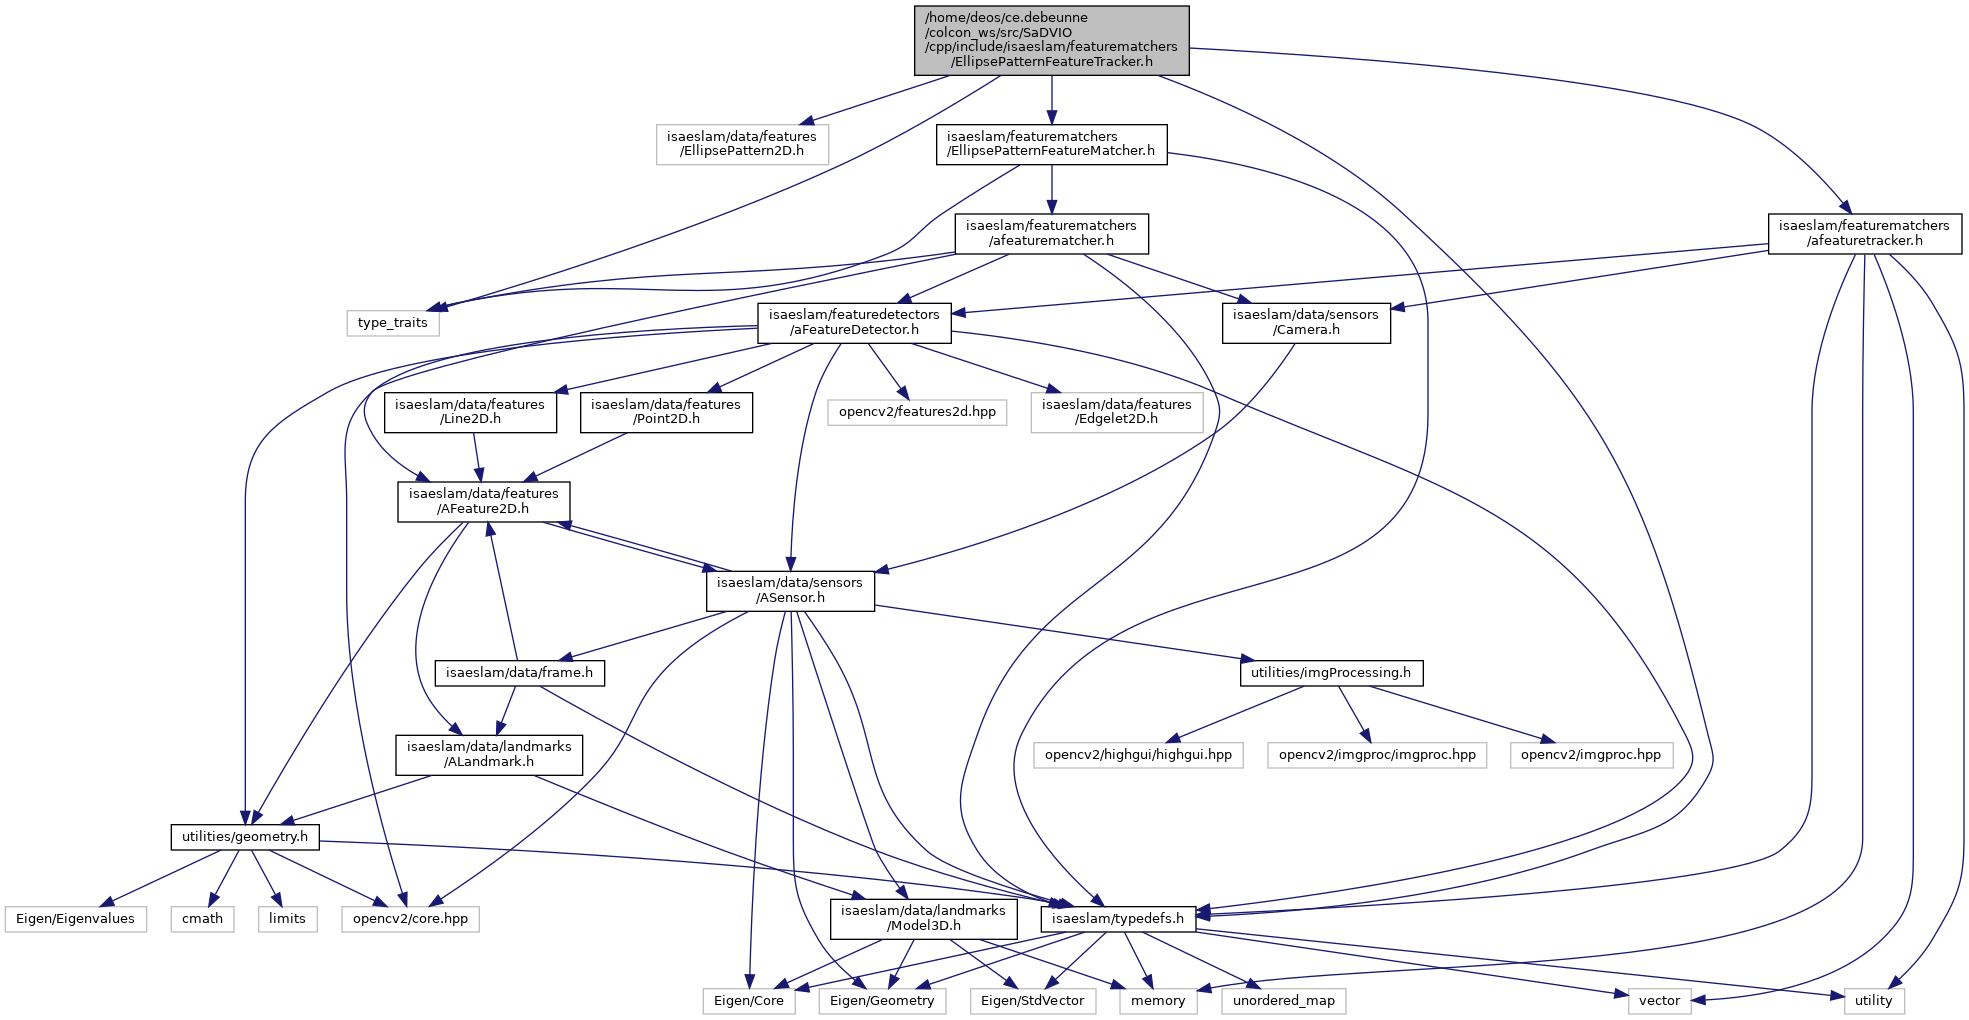 /home/deos/ce.debeunne
/colcon_ws/src/SaDVIO
/cpp/include/isaeslam/featurematchers
/EllipsePatternFeatureTracker.h
isaeslam/data/features
/EllipsePattern2D.h
isaeslam/featurematchers
/EllipsePatternFeatureMatcher.h
isaeslam/featurematchers
/afeaturematcher.h
isaeslam/featurematchers
/afeaturetracker.h
type_traits
isaeslam/featuredetectors
/aFeatureDetector.h
isaeslam/data/sensors
/Camera.h
isaeslam/data/features
/Line2D.h
isaeslam/data/features
/Point2D.h
opencv2/features2d.hpp
isaeslam/data/features
/Edgelet2D.h
isaeslam/data/features
/AFeature2D.h
isaeslam/data/sensors
/ASensor.h
isaeslam/data/frame.h
utilities/imgProcessing.h
isaeslam/data/landmarks
/ALandmark.h
opencv2/highgui/highgui.hpp
opencv2/imgproc/imgproc.hpp
opencv2/imgproc.hpp
utilities/geometry.h
Eigen/Eigenvalues
cmath
limits
opencv2/core.hpp
isaeslam/data/landmarks
/Model3D.h
isaeslam/typedefs.h
Eigen/Core
Eigen/Geometry
Eigen/StdVector
memory
unordered_map
vector
utility